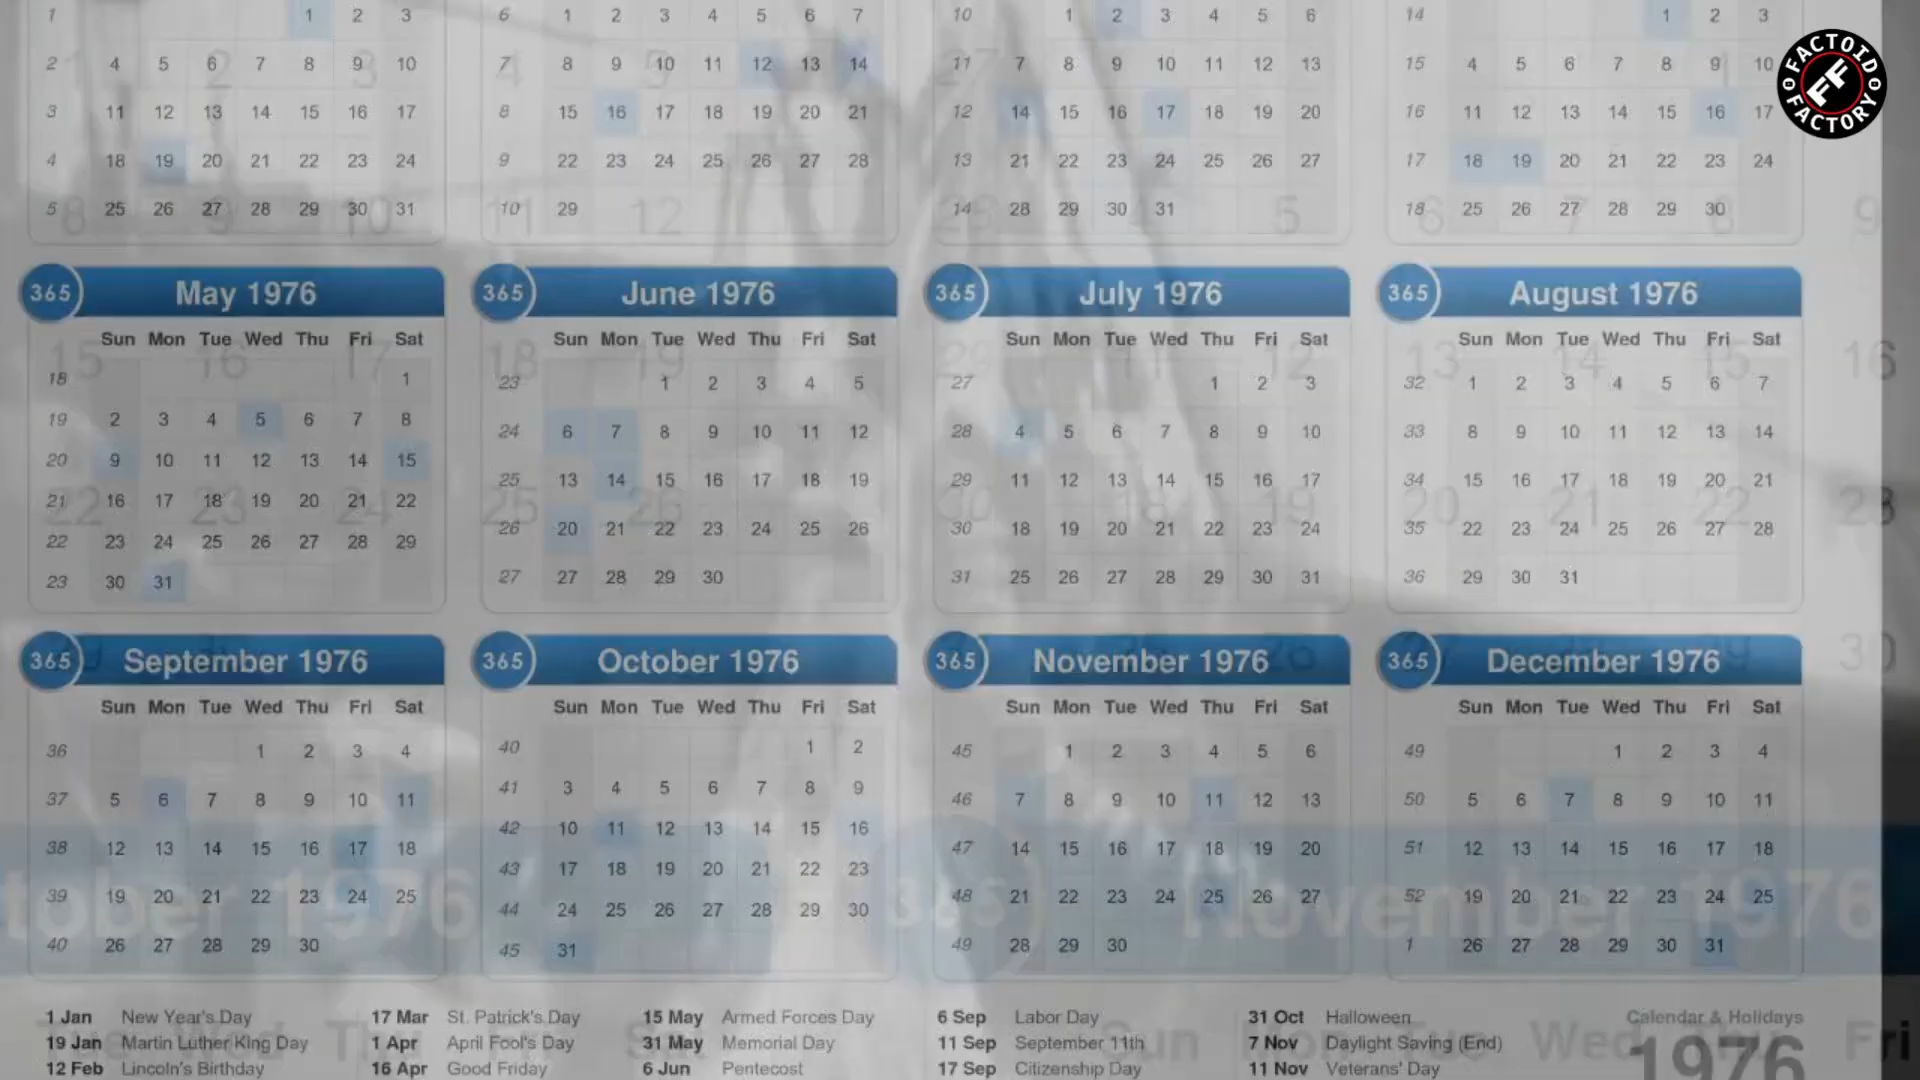 1 1 2 3 6 1 2 3 4 5 6 7 10 1 2 3 4 5 6 14 1 2 3
2 4 5 6 7 8 9 10 7 8 9 10 11 12 13 14 11 7 8 9 10 11 12 13 15 4 5 6 7 8 9 10
3 11 12 13 14 15 16 17 8 15 16 17 18 19 20 21 12 14 15 16 17 18 19 20 16 11 12 13 14 15 16 17
4 18 19 20 21 22 23 24 9 22 23 24 25 26 27 28 13 21 22 23 24 25 26 27 17 18 19 20 21 22 23 24
5 25 26 27 28 29 30 31 10 29 14 28 29 30 31 18 25 26 27 28 29 30
FACTOID FF FACTORY
365 May 1976
Sun Mon Tue Wed Thu Fri Sat
18 1
19 2 3 4 5 6 7 8
20 9 10 11 12 13 14 15
21 16 17 18 19 20 21 22
22 23 24 25 26 27 28 29
23 30 31
365 June 1976
Sun Mon Tue Wed Thu Fri Sat
23 1 2 3 4 5
24 6 7 8 9 10 11 12
25 13 14 15 16 17 18 19
26 20 21 22 23 24 25 26
27 27 28 29 30
365 July 1976
Sun Mon Tue Wed Thu Fri Sat
27 1 2 3
28 4 5 6 7 8 9 10
29 11 12 13 14 15 16 17
30 18 19 20 21 22 23 24
31 25 26 27 28 29 30 31
365 August 1976
Sun Mon Tue Wed Thu Fri Sat
32 1 2 3 4 5 6 7
33 8 9 10 11 12 13 14
34 15 16 17 18 19 20 21
35 22 23 24 25 26 27 28
36 29 30 31
365 September 1976
Sun Mon Tue Wed Thu Fri Sat
36 1 2 3 4
37 5 6 7 8 9 10 11
38 12 13 14 15 16 17 18
39 19 20 21 22 23 24 25
40 26 27 28 29 30
365 October 1976
Sun Mon Tue Wed Thu Fri Sat
40 1 2
41 3 4 5 6 7 8 9
42 10 11 12 13 14 15 16
43 17 18 19 20 21 22 23
44 24 25 26 27 28 29 30
45 31
365 November 1976
Sun Mon Tue Wed Thu Fri Sat
45 1 2 3 4 5 6
46 7 8 9 10 11 12 13
47 14 15 16 17 18 19 20
48 21 22 23 24 25 26 27
49 28 29 30
365 December 1976
Sun Mon Tue Wed Thu Fri Sat
49 1 2 3 4
50 5 6 7 8 9 10 11
51 12 13 14 15 16 17 18
52 19 20 21 22 23 24 25
1 26 27 28 29 30 31
tober 1976 365 November 1976
1 Jan New Year's Day 17 Mar St. Patrick's Day 15 May Armed Forces Day 6 Sep Labor Day 31 Oct Halloween Calendar & Holidays
19 Jan Martin Luther King Day 1 Apr April Fool's Day 31 May Memorial Day 11 Sep September 11th 7 Nov Daylight Saving (End) 1976
12 Feb Lincoln's Birthday 16 Apr Good Friday 6 Jun Pentecost 17 Sep Citizenship Day 11 Nov Veterans' Day